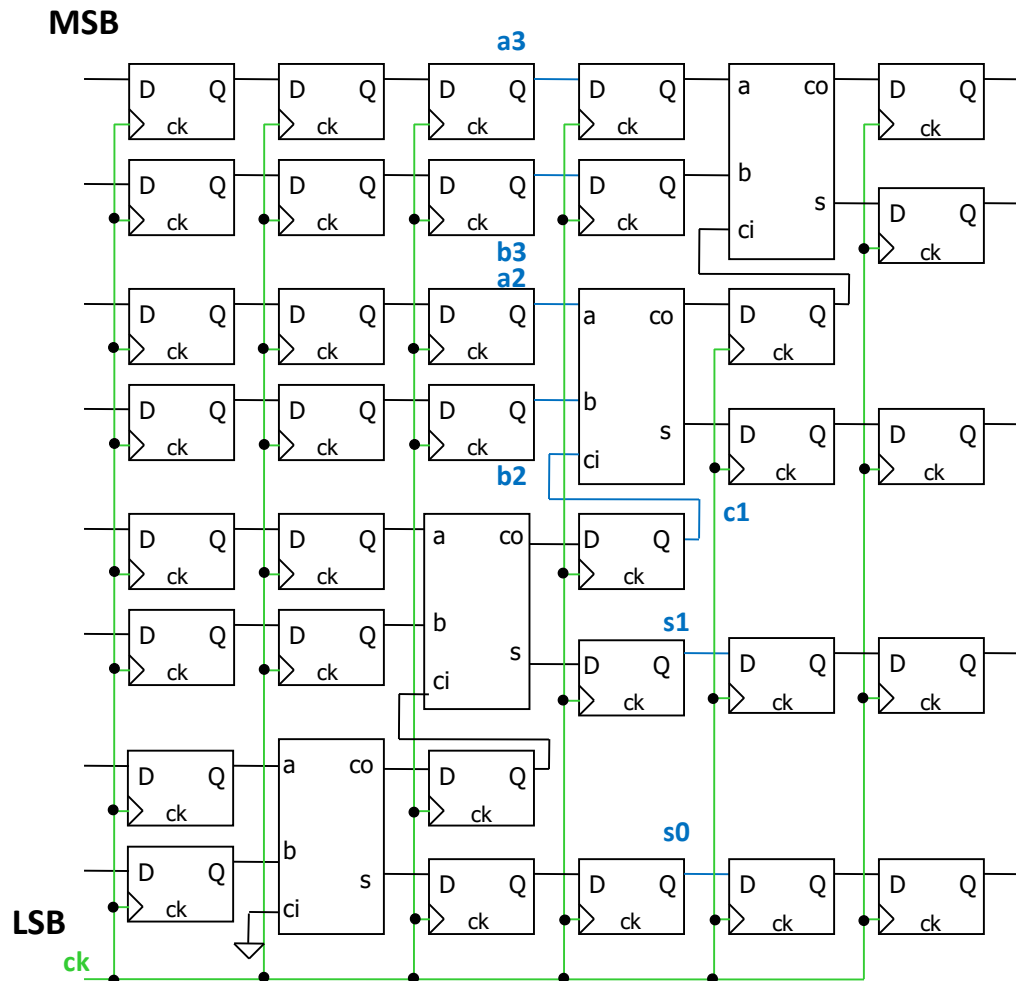 MSB
a3
D Q D Q D Q D Q a co D Q
ck ck ck ck ck
D Q D Q D Q D Q b
s D Q
ck ck ck ck ci
ck
b3
a2
D Q D Q D Q a co D Q
ck ck ck ck
D Q D Q D Q b
s D Q D Q
ck ck ck ci ck ck
b2
c1
D Q D Q a co D Q
ck ck ck
s1
D Q D Q b
s D Q D Q D Q
ck ck ci ck ck ck
D Q a co D Q
ck ck
s0
D Q b
s D Q D Q D Q D Q
ck ci ck ck ck ck
LSB
ck